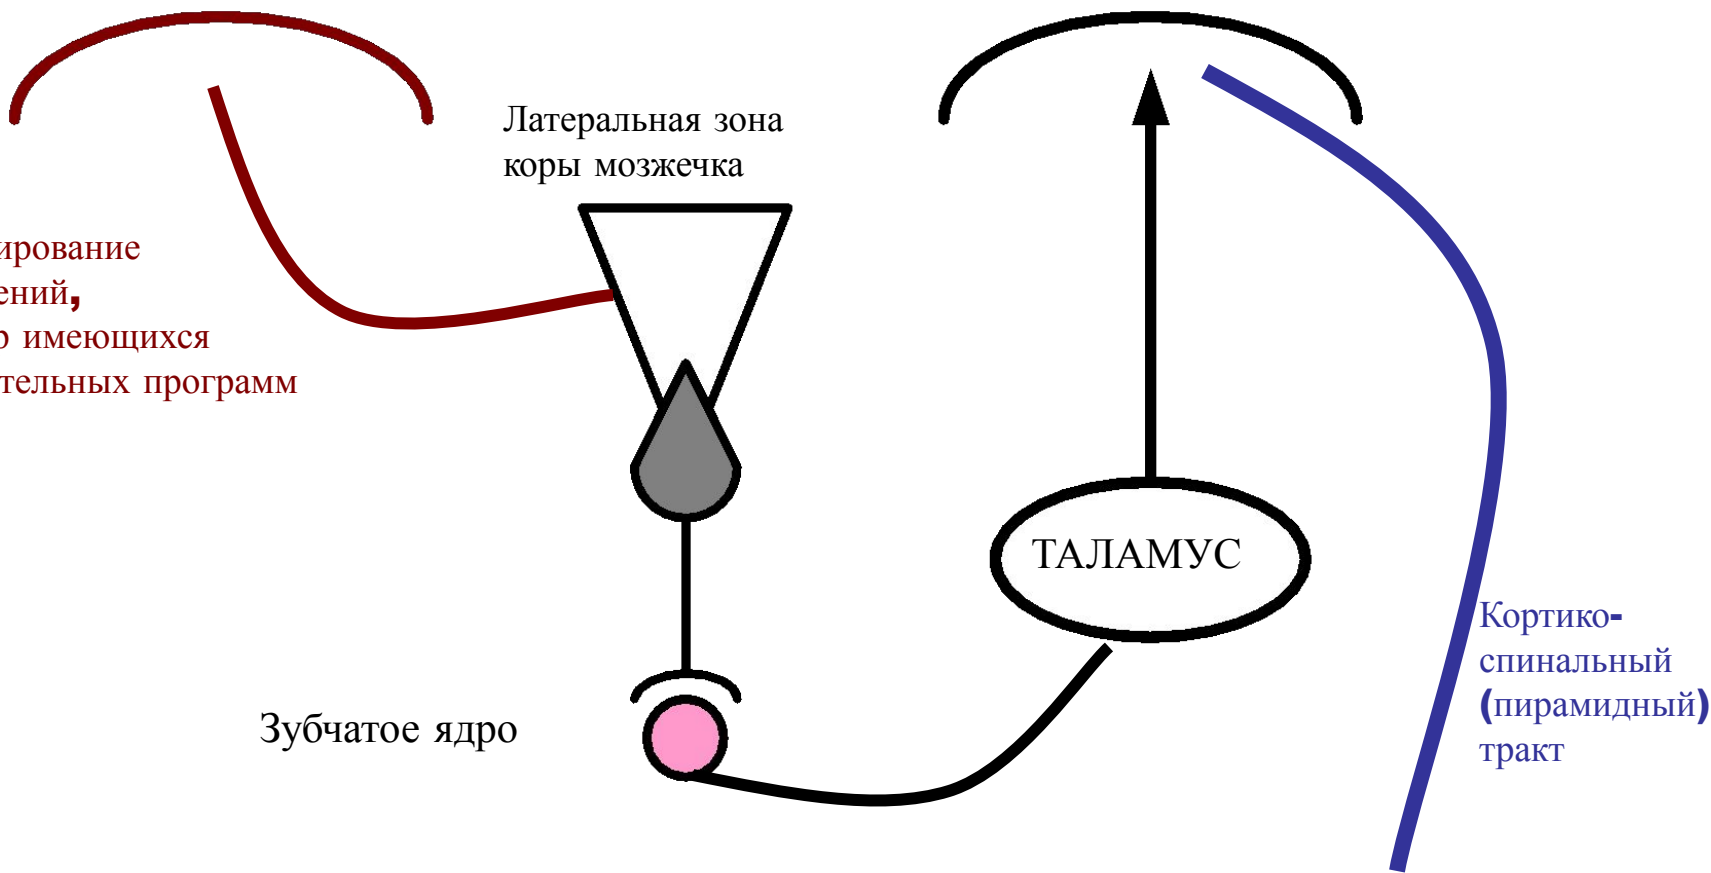 Латеральная зона
коры мозжечка
ирование
ений,
р имеющихся
тельных программ
ТАЛАМУС
Зубчатое ядро
Кортико-
спинальный
(пирамидный)
тракт